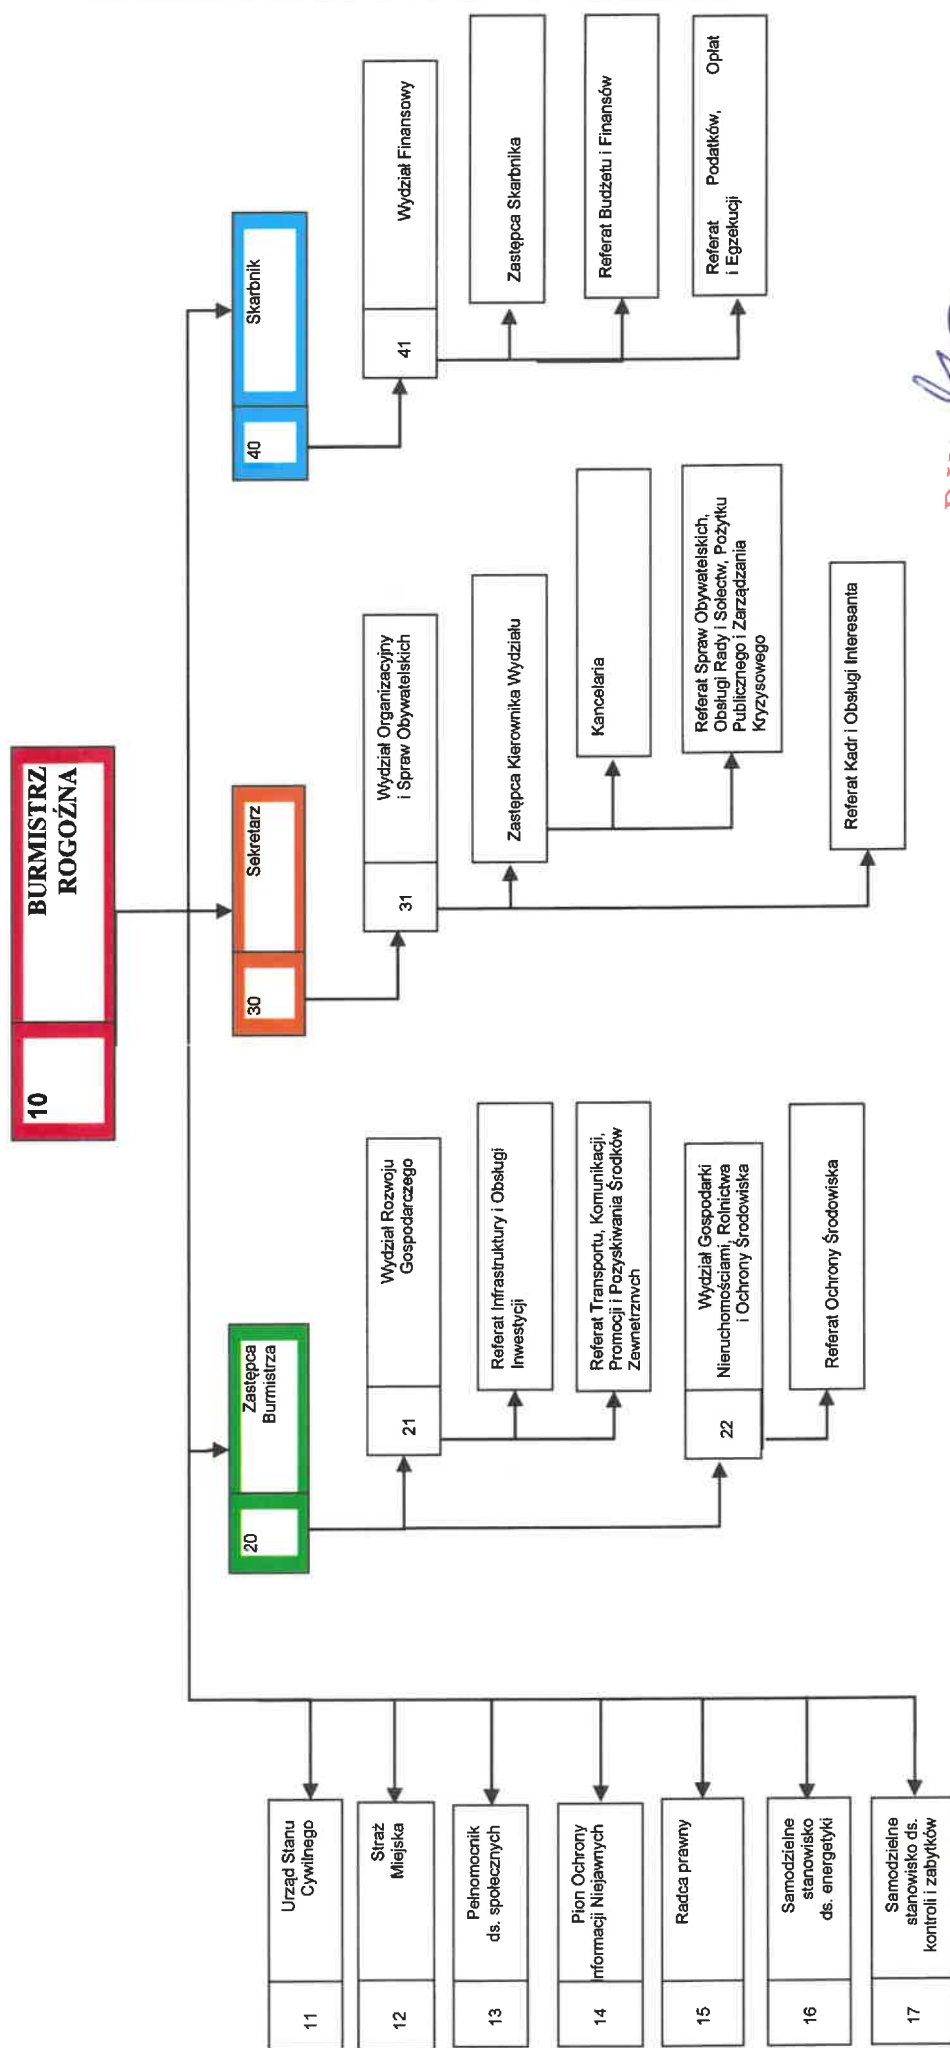 10
BURMISTRZ
ROGOŹNA
11
Urząd Stanu
Cywilnego
12
Straż
Miejska
13
Pełnomocnik
ds. społecznych
14
Pion Ochrony
Informacji Niejawnych
15
Radca prawny
16
Samodzielne
stanowisko
ds. energetyki
17
Samodzielne
stanowisko ds.
kontroli i zabytków
20
Zastępca
Burmistrza
21
Wydział Rozwoju
Gospodarczego
Referat Infrastruktury i Obsługi
Inwestycji
Referat Transportu, Komunikacji,
Promocji i Pozyskiwania Środków
Zewnetrznych
22
Wydział Gospodarki
Nieruchomościami, Rolnictwa
i Ochrony Środowiska
Referat Ochrony Środowiska
30
Sekretarz
31
Wydział Organizacyjny
i Spraw Obywatelskich
Zastępca Kierownika Wydziału
Kancelaria
Referat Spraw Obywatelskich,
Obsługi Rady i Sołectw, Pożytku
Publicznego i Zarządzania
Kryzysowego
Referat Kadr i Obsługi Interesanta
40
Skarbnik
41
Wydział Finansowy
Zastępca Skarbnika
Referat Budżetu i Finansów
Referat Podatków, Opłat
i Egzekucji